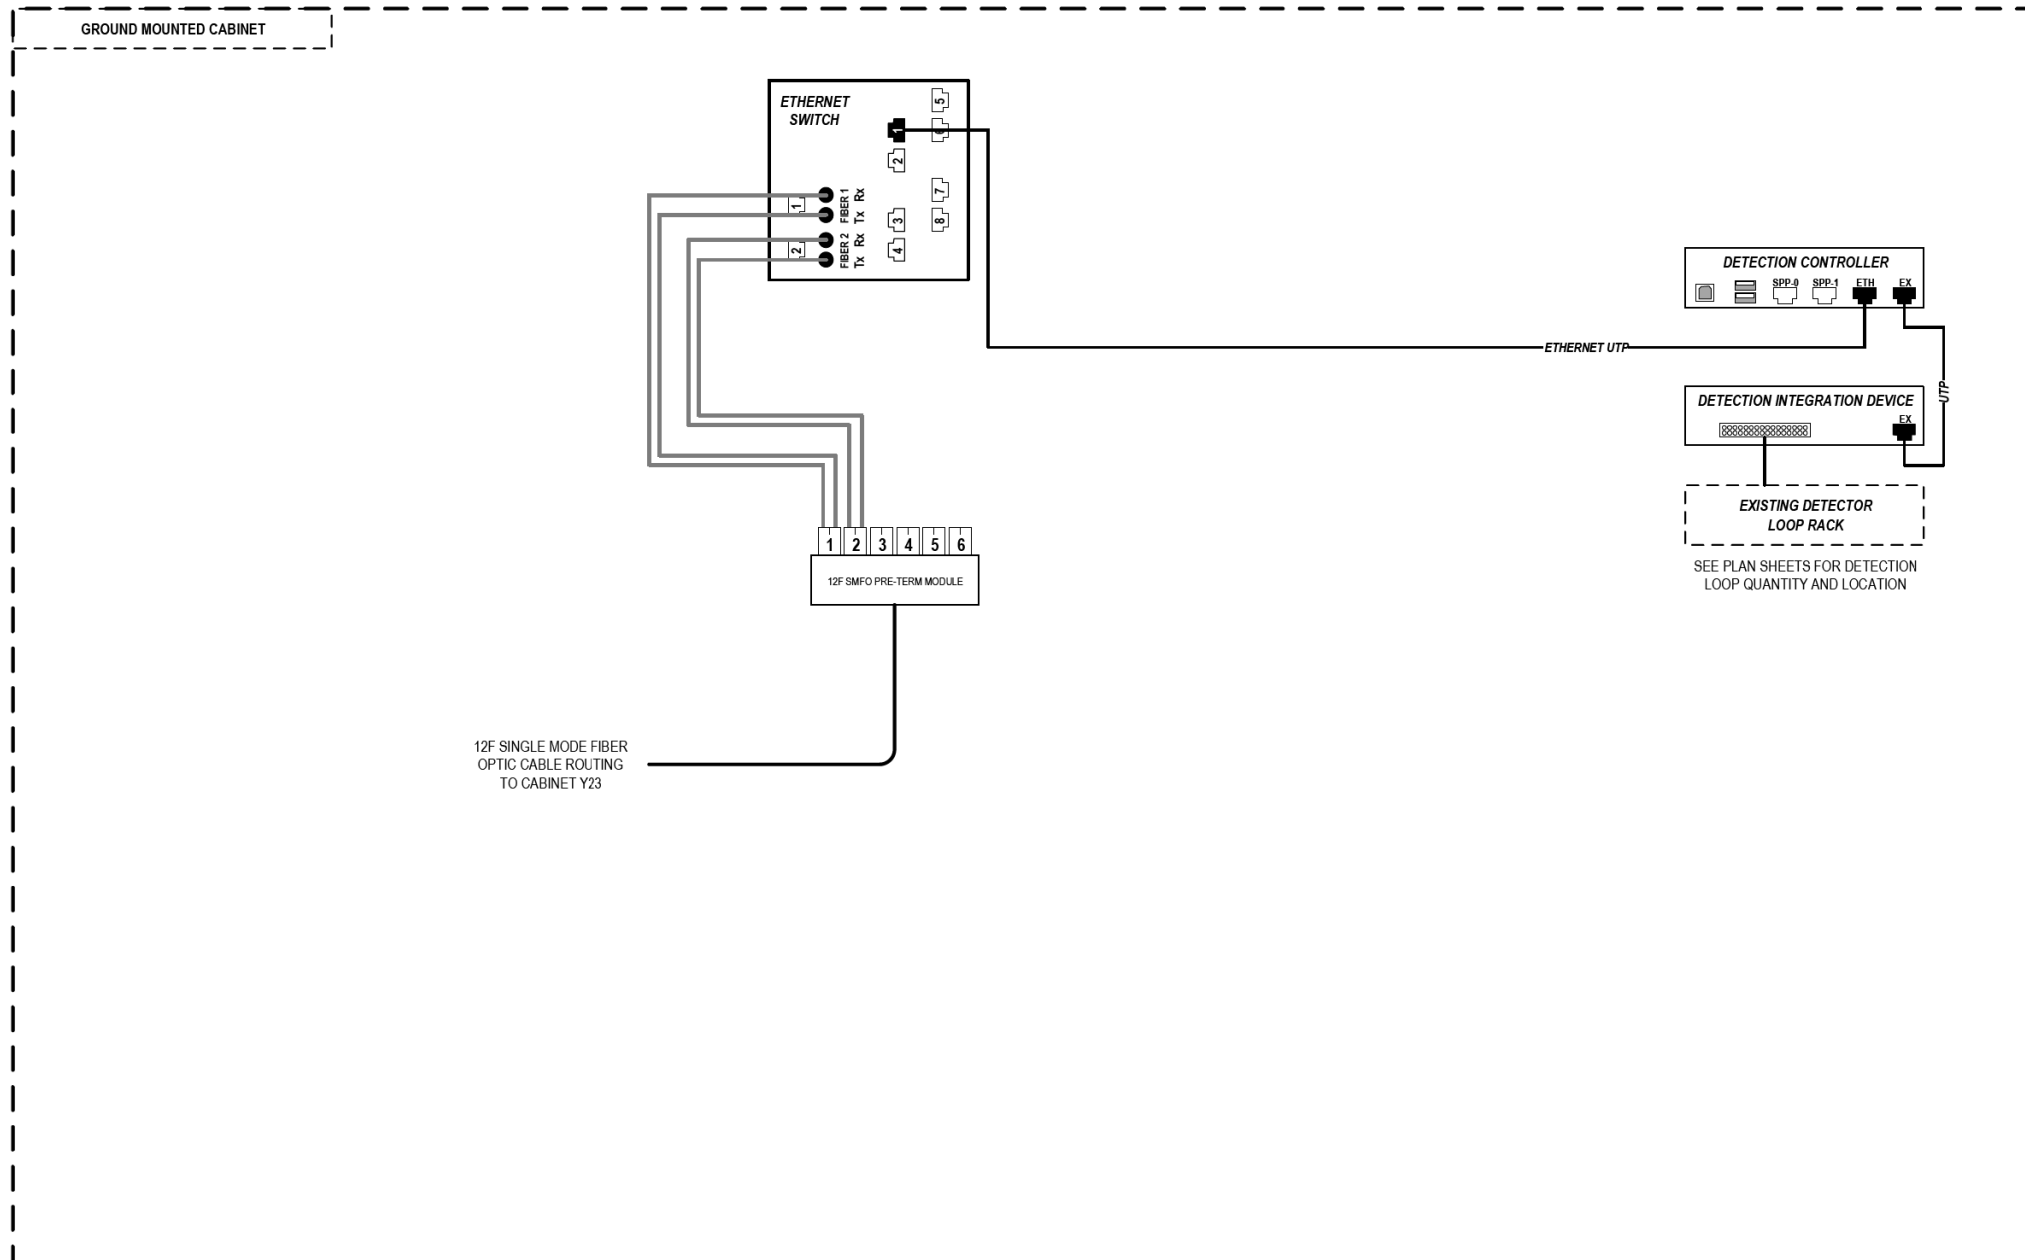 GROUND MOUNTED CABINET
ETHERNET
SWITCH
5
1
6
2
7
FIBER 1
Rx
Tx
1
3
8
FIBER 2
Rx
Tx
2
4
DETECTION CONTROLLER
SPP-0 SPP-1 ETH EX
ETHERNET UTP
UTP
DETECTION INTEGRATION DEVICE
EX
EXISTING DETECTOR
LOOP RACK
SEE PLAN SHEETS FOR DETECTION
LOOP QUANTITY AND LOCATION
1 2 3 4 5 6
12F SMFO PRE-TERM MODULE
12F SINGLE MODE FIBER
OPTIC CABLE ROUTING
TO CABINET Y23